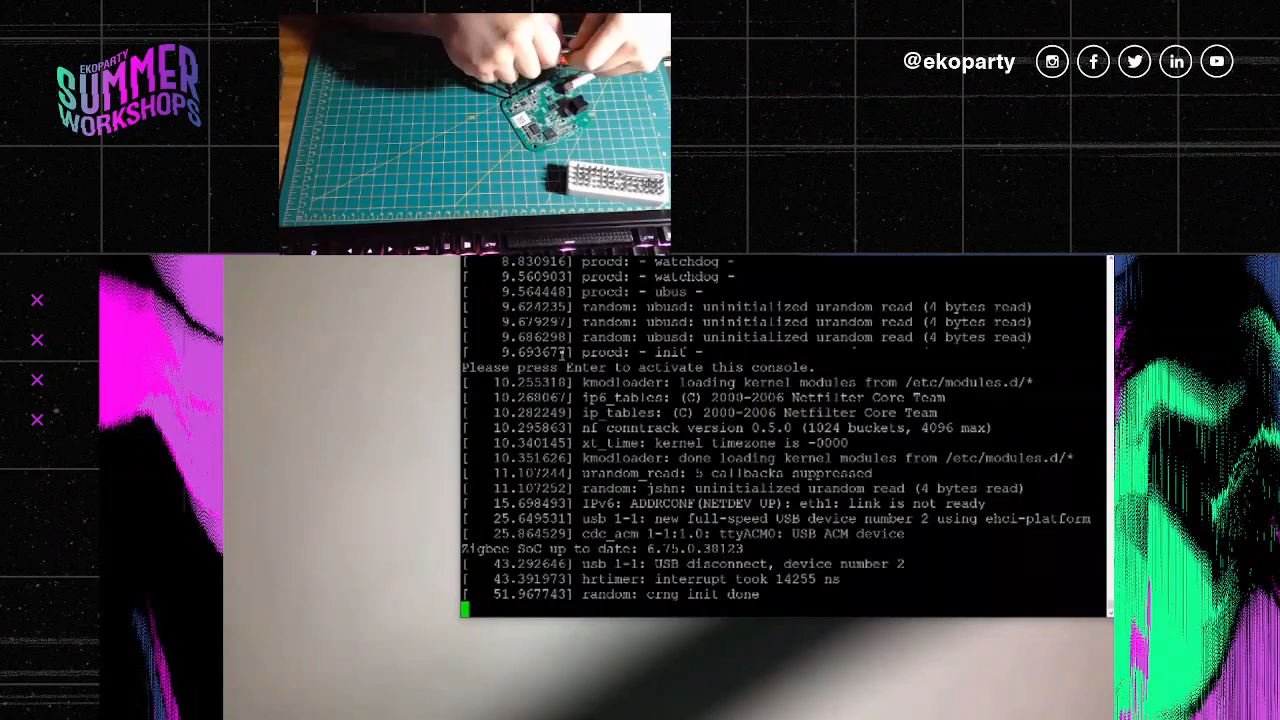 EKOPARTY
SUMMER
WORKSHOPS
@ekoparty
[    8.830916] procd: - watchdog -
[    9.560903] procd: - watchdog -
[    9.564448] procd: - ubus -
[    9.624235] random: ubusd: uninitialized urandom read (4 bytes read)
[    9.679297] random: ubusd: uninitialized urandom read (4 bytes read)
[    9.686298] random: ubusd: uninitialized urandom read (4 bytes read)
[    9.693677] procd: - init -
Please press Enter to activate this console.
[   10.255318] kmodloader: loading kernel modules from /etc/modules.d/*
[   10.268067] ip6_tables: (C) 2000-2006 Netfilter Core Team
[   10.282249] ip_tables: (C) 2000-2006 Netfilter Core Team
[   10.295863] nf_conntrack version 0.5.0 (1024 buckets, 4096 max)
[   10.340145] xt_time: kernel timezone is -0000
[   10.351626] kmodloader: done loading kernel modules from /etc/modules.d/*
[   11.107244] urandom_read: 5 callbacks suppressed
[   11.107252] random: jshn: uninitialized urandom read (4 bytes read)
[   15.698493] IPv6: ADDRCONF(NETDEV_UP): eth1: link is not ready
[   25.649531] usb 1-1: new full-speed USB device number 2 using ehci-platform
[   25.864529] cdc_acm 1-1:1.0: ttyACM0: USB ACM device
Zigbee SoC up to date: 6.75.0.30123
[   43.292646] usb 1-1: USB disconnect, device number 2
[   43.391973] hrtimer: interrupt took 14255 ns
[   51.967743] random: crng init done